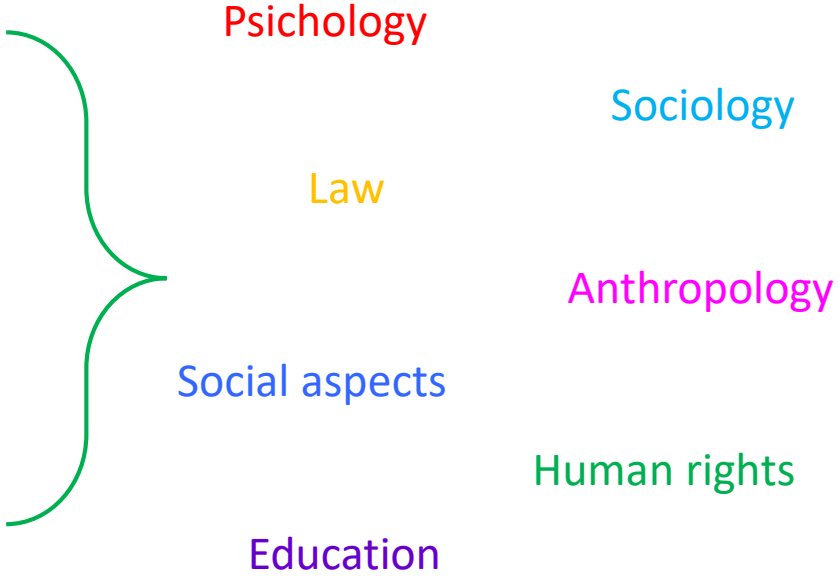 Psichology
Sociology
Law
Anthropology
Social aspects
Human rights
Education